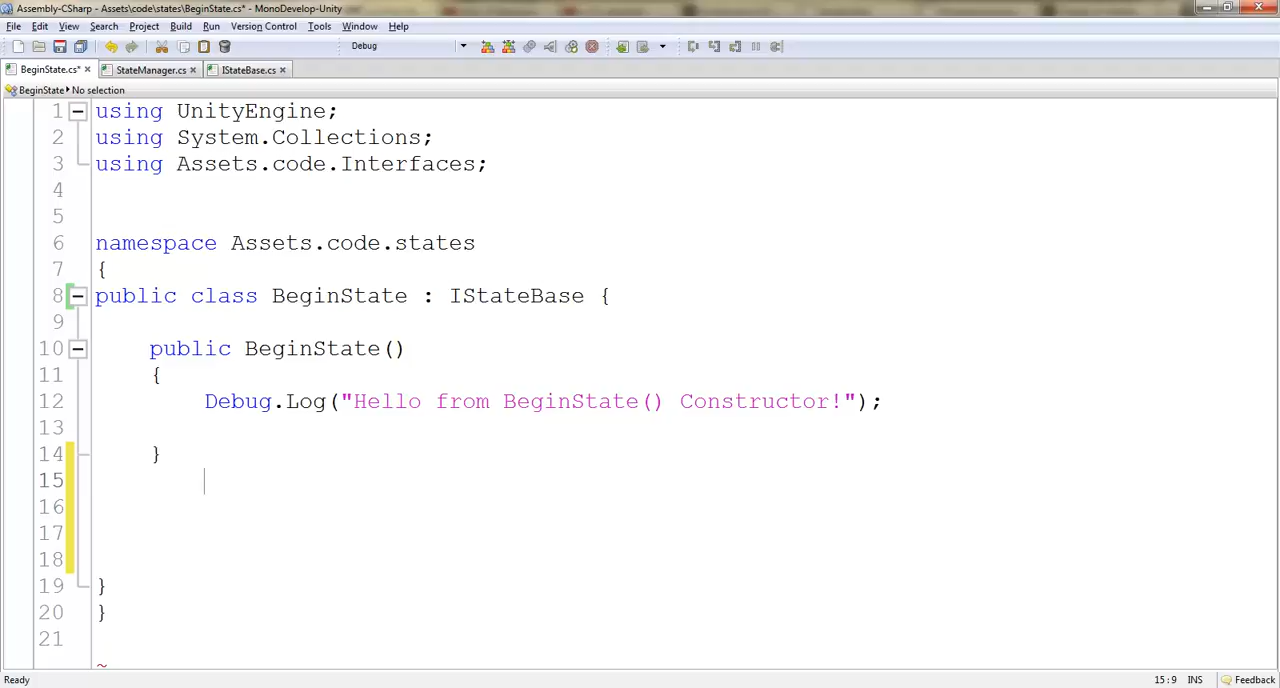 Assembly-CSharp - Assets\code\states\BeginState.cs* - MonoDevelop-Unity
File Edit View Search Project Build Run Version Control Tools Window Help
Debug
BeginState.cs* × StateManager.cs × IStateBase.cs ×
BeginState ▸ No selection
1 using UnityEngine;
2 using System.Collections;
3 using Assets.code.Interfaces;
4
5
6 namespace Assets.code.states
7 {
8 public class BeginState : IStateBase {
9
10 public BeginState()
11 {
12 Debug.Log("Hello from BeginState() Constructor!");
13
14 }
15
16
17
18
19 }
20 }
21
~
Ready 15:9 INS Feedback